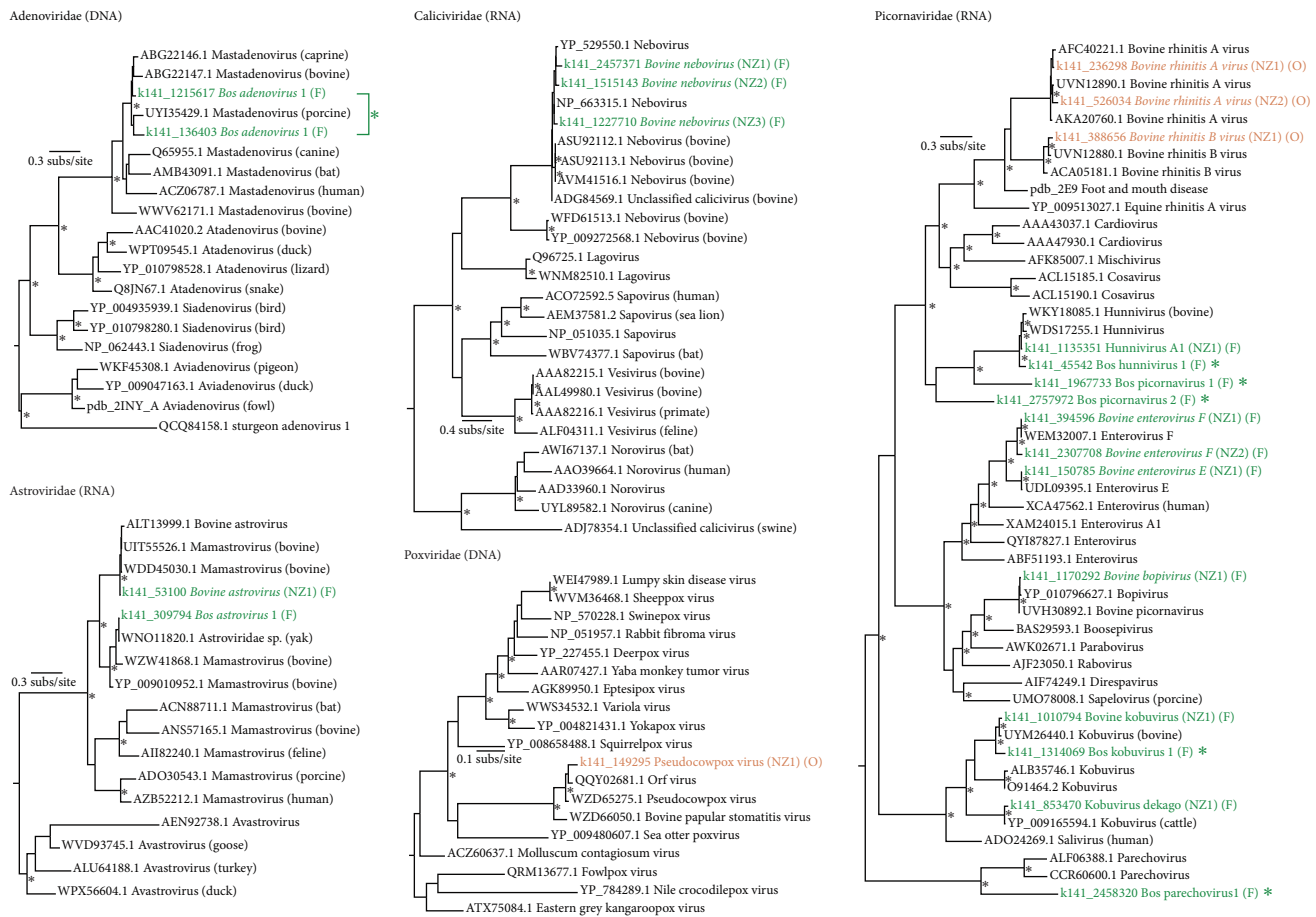 Adenoviridae (DNA)
ABG22146.1 Mastadenovirus (caprine)
ABG22147.1 Mastadenovirus (bovine)
k141_1215617 Bos adenovirus 1 (F)
*
UYI35429.1 Mastadenovirus (porcine)
k141_136403 Bos adenovirus 1 (F)
0.3 subs/site
Q65955.1 Mastadenovirus (canine)
AMB43091.1 Mastadenovirus (bat)
ACZ06787.1 Mastadenovirus (human)
WWV62171.1 Mastadenovirus (bovine)
AAC41020.2 Atadenovirus (bovine)
WPT09545.1 Atadenovirus (duck)
YP_010798528.1 Atadenovirus (lizard)
Q8JN67.1 Atadenovirus (snake)
YP_004935939.1 Siadenovirus (bird)
YP_010798280.1 Siadenovirus (bird)
NP_062443.1 Siadenovirus (frog)
WKF45308.1 Aviadenovirus (pigeon)
YP_009047163.1 Aviadenovirus (duck)
pdb_2INY_A Aviadenovirus (fowl)
QCQ84158.1 sturgeon adenovirus 1
Astroviridae (RNA)
ALT13999.1 Bovine astrovirus
UIT55526.1 Mamastrovirus (bovine)
WDD45030.1 Mamastrovirus (bovine)
k141_53100 Bovine astrovirus (NZ1) (F)
k141_309794 Bos astrovirus 1 (F)
WNO11820.1 Astroviridae sp. (yak)
WZW41868.1 Mamastrovirus (bovine)
0.3 subs/site
YP_009010952.1 Mamastrovirus (bovine)
ACN88711.1 Mamastrovirus (bat)
ANS57165.1 Mamastrovirus (bovine)
AII82240.1 Mamastrovirus (feline)
ADO30543.1 Mamastrovirus (porcine)
AZB52212.1 Mamastrovirus (human)
AEN92738.1 Avastrovirus
WVD93745.1 Avastrovirus (goose)
ALU64188.1 Avastrovirus (turkey)
WPX56604.1 Avastrovirus (duck)
Caliciviridae (RNA)
YP_529550.1 Nebovirus
k141_2457371 Bovine nebovirus (NZ1) (F)
k141_1515143 Bovine nebovirus (NZ2) (F)
NP_663315.1 Nebovirus
k141_1227710 Bovine nebovirus (NZ3) (F)
ASU92112.1 Nebovirus (bovine)
ASU92113.1 Nebovirus (bovine)
AVM41516.1 Nebovirus (bovine)
ADG84569.1 Unclassified calicivirus (bovine)
WFD61513.1 Nebovirus (bovine)
YP_009272568.1 Nebovirus (bovine)
Q96725.1 Lagovirus
WNM82510.1 Lagovirus
ACO72592.5 Sapovirus (human)
AEM37581.2 Sapovirus (sea lion)
NP_051035.1 Sapovirus
WBV74377.1 Sapovirus (bat)
AAA82215.1 Vesivirus (bovine)
AAL49980.1 Vesivirus (bovine)
AAA82216.1 Vesivirus (primate)
0.4 subs/site
ALF04311.1 Vesivirus (feline)
AWI67137.1 Norovirus (bat)
AAO39664.1 Norovirus (human)
AAD33960.1 Norovirus
UYL89582.1 Norovirus (canine)
ADJ78354.1 Unclassified calicivirus (swine)
Poxviridae (DNA)
WEI47989.1 Lumpy skin disease virus
WVM36468.1 Sheeppox virus
NP_570228.1 Swinepox virus
NP_051957.1 Rabbit fibroma virus
YP_227455.1 Deerpox virus
AAR07427.1 Yaba monkey tumor virus
AGK89950.1 Eptesipox virus
WWS34532.1 Variola virus
YP_004821431.1 Yokapox virus
YP_008658488.1 Squirrelpox virus
0.1 subs/site
k141_149295 Pseudocowpox virus (NZ1) (O)
QQY02681.1 Orf virus
WZD65275.1 Pseudocowpox virus
WZD66050.1 Bovine papular stomatitis virus
YP_009480607.1 Sea otter poxvirus
ACZ60637.1 Molluscum contagiosum virus
QRM13677.1 Fowlpox virus
YP_784289.1 Nile crocodilepox virus
ATX75084.1 Eastern grey kangaroopox virus
Picornaviridae (RNA)
AFC40221.1 Bovine rhinitis A virus
k141_236298 Bovine rhinitis A virus (NZ1) (O)
UVN12890.1 Bovine rhinitis A virus
k141_526034 Bovine rhinitis A virus (NZ2) (O)
AKA20760.1 Bovine rhinitis A virus
k141_388656 Bovine rhinitis B virus (NZ1) (O)
0.3 subs/site
UVN12880.1 Bovine rhinitis B virus
ACA05181.1 Bovine rhinitis B virus
pdb_2E9 Foot and mouth disease
YP_009513027.1 Equine rhinitis A virus
AAA43037.1 Cardiovirus
AAA47930.1 Cardiovirus
AFK85007.1 Mischivirus
ACL15185.1 Cosavirus
ACL15190.1 Cosavirus
WKY18085.1 Hunnivirus (bovine)
WDS17255.1 Hunnivirus
k141_1135351 Hunnivirus A1 (NZ1) (F)
k141_45542 Bos hunnivirus 1 (F) *
k141_1967733 Bos picornavirus 1 (F) *
k141_2757972 Bos picornavirus 2 (F) *
k141_394596 Bovine enterovirus F (NZ1) (F)
WEM32007.1 Enterovirus F
k141_2307708 Bovine enterovirus F (NZ2) (F)
k141_150785 Bovine enterovirus E (NZ1) (F)
UDL09395.1 Enterovirus E
XCA47562.1 Enterovirus (human)
XAM24015.1 Enterovirus A1
QYI87827.1 Enterovirus
ABF51193.1 Enterovirus
k141_1170292 Bovine bopivirus (NZ1) (F)
YP_010796627.1 Bopivirus
UVH30892.1 Bovine picornavirus
BAS29593.1 Boosepivirus
AWK02671.1 Parabovirus
AJF23050.1 Rabovirus
AIF74249.1 Direspavirus
UMO78008.1 Sapelovirus (porcine)
k141_1010794 Bovine kobuvirus (NZ1) (F)
UYM26440.1 Kobuvirus (bovine)
k141_1314069 Bos kobuvirus 1 (F) *
ALB35746.1 Kobuvirus
O91464.2 Kobuvirus
k141_853470 Kobuvirus dekago (NZ1) (F)
YP_009165594.1 Kobuvirus (cattle)
ADO24269.1 Salivirus (human)
ALF06388.1 Parechovirus
CCR60600.1 Parechovirus
k141_2458320 Bos parechovirus1 (F) *